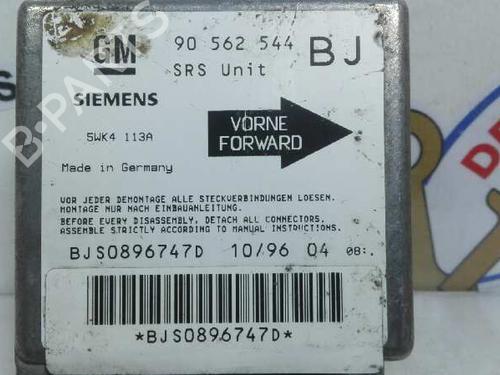 GM 90 562 544 BJ
SRS Unit
SIEMENS
5WK4 113A
VORNE
FORWARD
Made in Germany
VOR JEDER DEMONTAGE ALLE STECKVERBINDUNGEN LOESEN.
MONTAGE NUR NACH EINBAUANLEITUNG.
BEFORE EVERY DISASSEMBLY, DETACH ALL CONNECTORS,
ASSEMBLE STRICTLY ACCORDING TO MANUAL INSTRUCTIONS.
BJS0896747D 10/96 04 08:.
*BJS0896747D*
B-PARTS